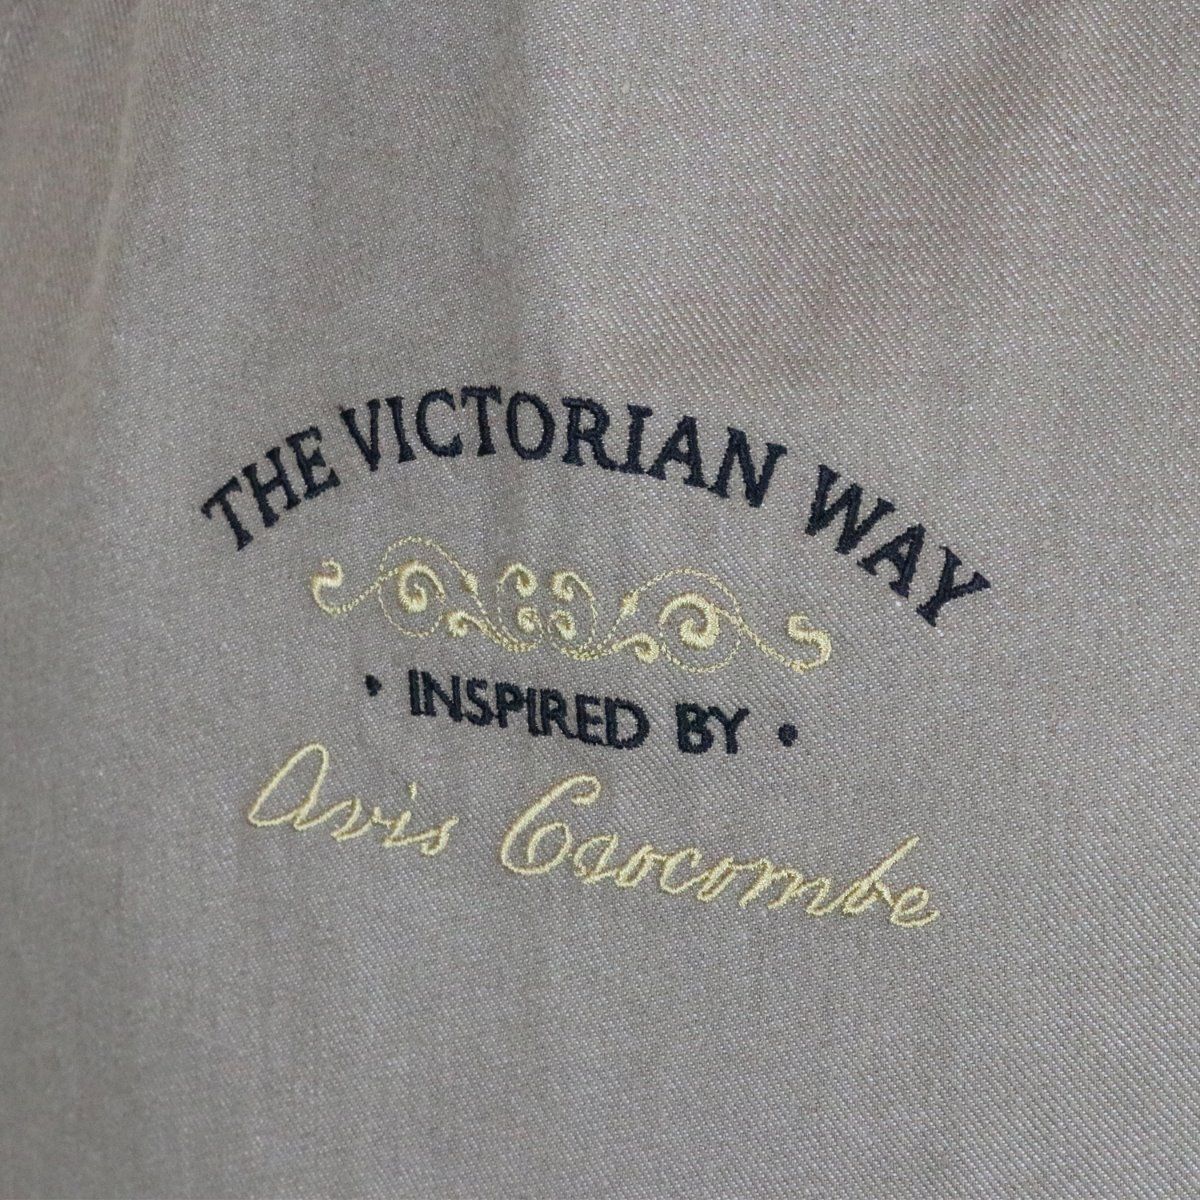 THE VICTORIAN WAY
• INSPIRED BY •
Avis Crocombe